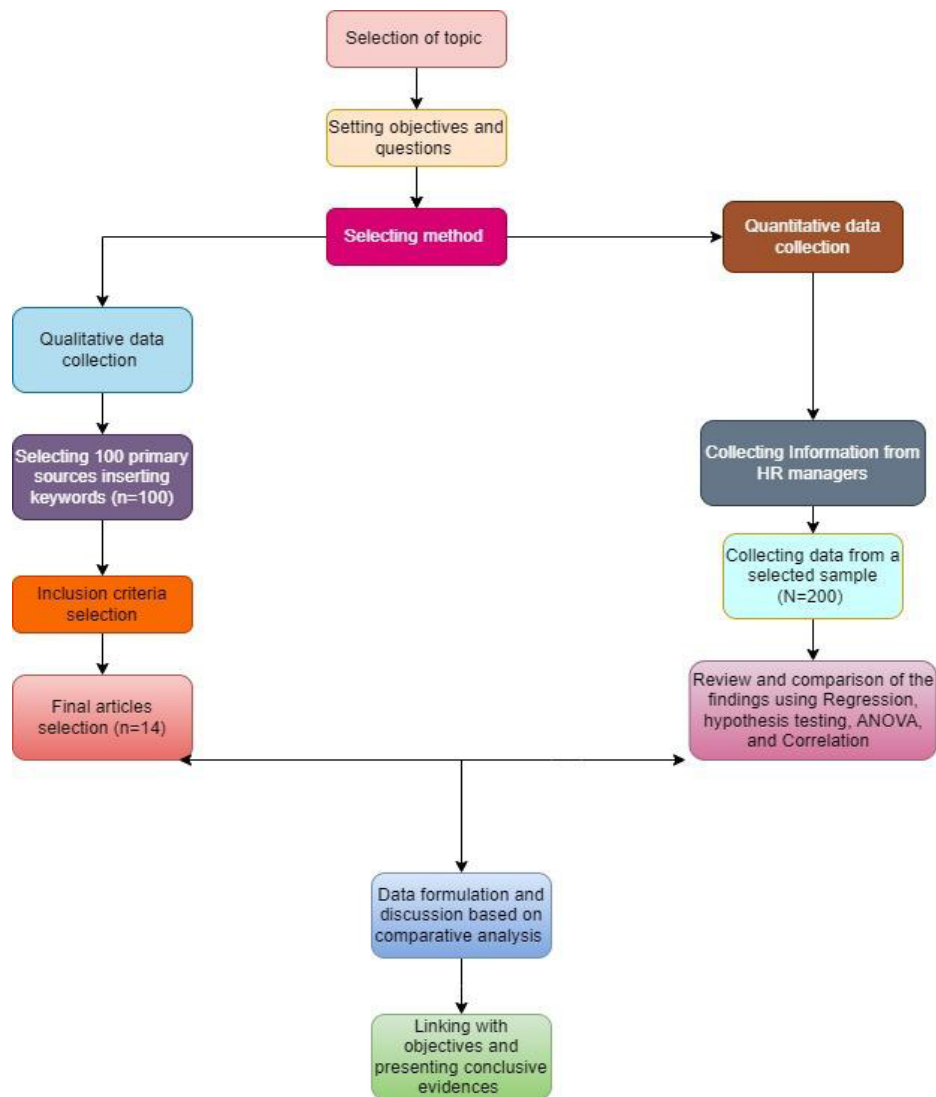 Selection of topic
Setting objectives and
questions
Selecting method
Quantitative data
collection
Qualitative data
collection
Selecting 100 primary
sources inserting
keywords (n=100)
Collecting Information from
HR managers
Collecting data from a
selected sample
(N=200)
Inclusion criteria
selection
Final articles
selection (n=14)
Review and comparison of the
findings using Regression,
hypothesis testing, ANOVA,
and Correlation
Data formulation and
discussion based on
comparative analysis
Linking with
objectives and
presenting conclusive
evidences